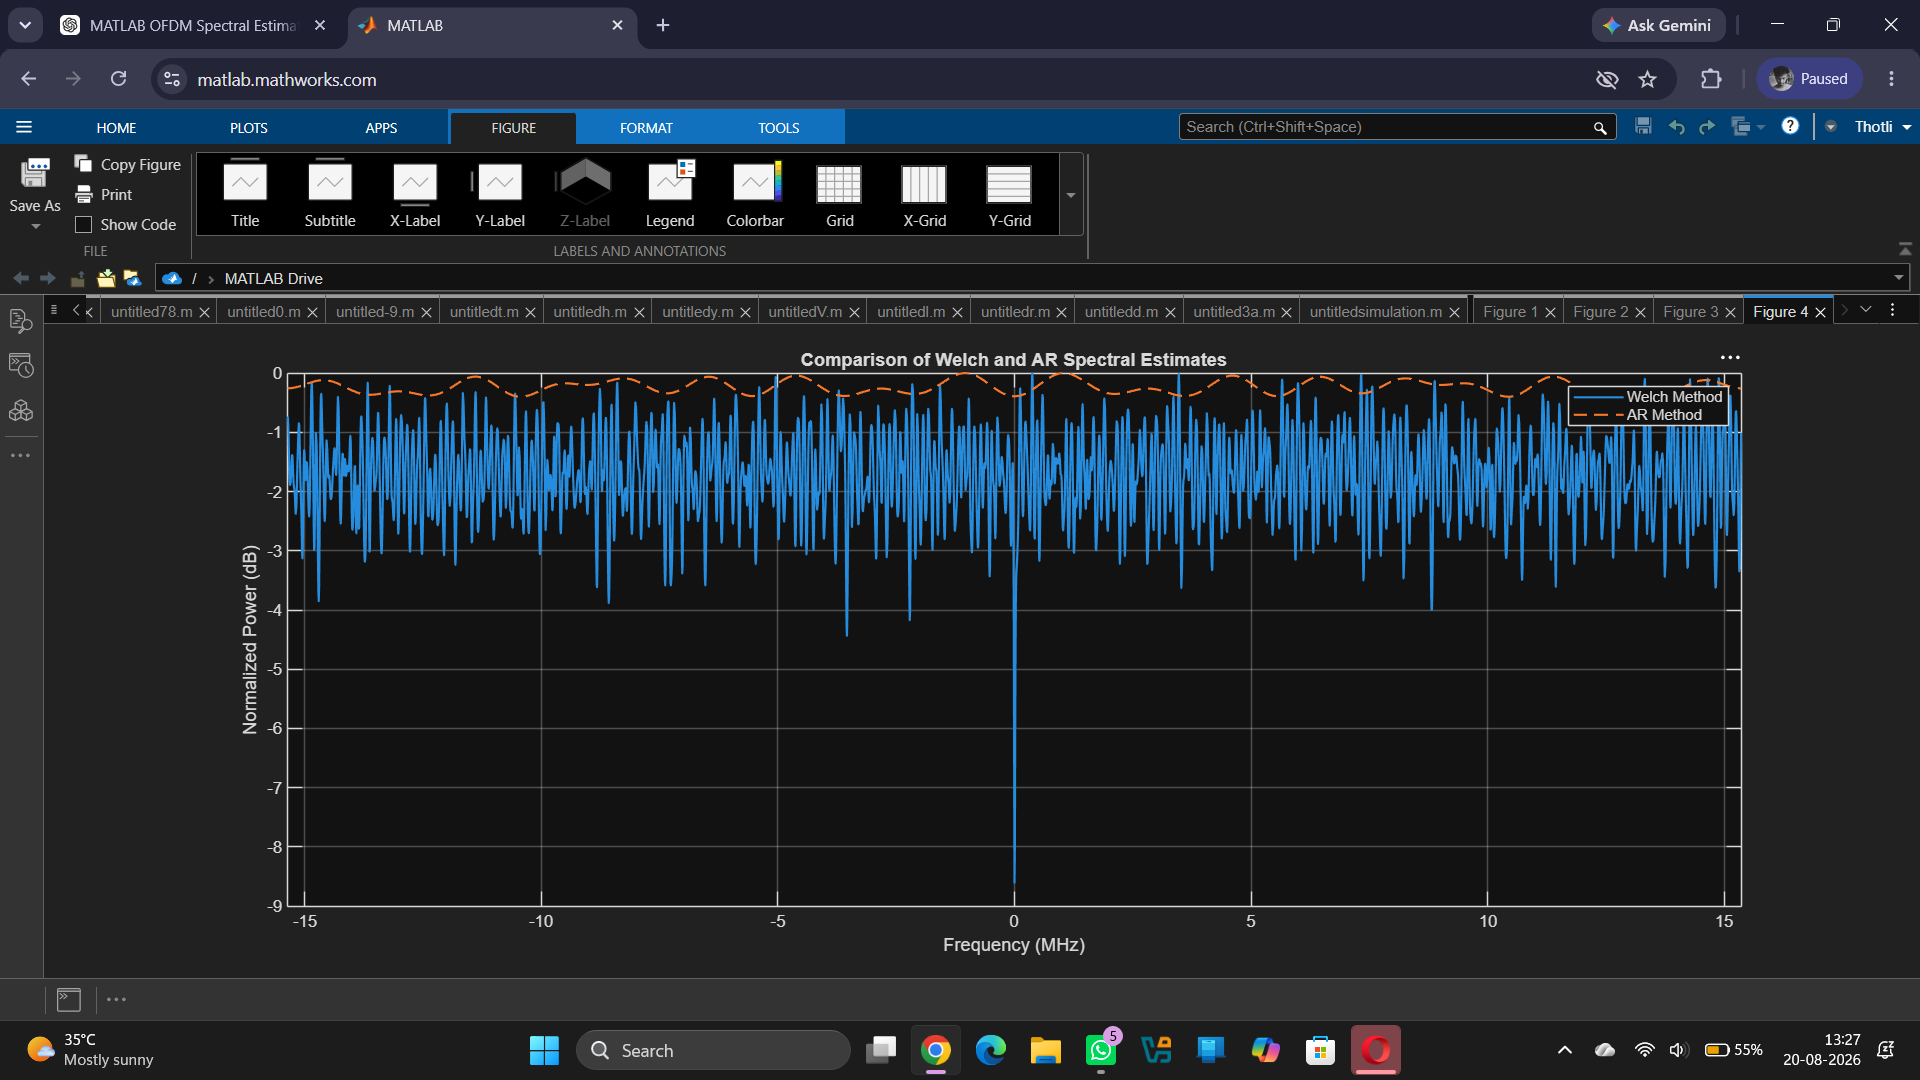 MATLAB OFDM Spectral Estima
MATLAB
Ask Gemini
matlab.mathworks.com
Paused
HOME
PLOTS
APPS
FIGURE
FORMAT
TOOLS
Search (Ctrl+Shift+Space)
Thotli
Save As
Copy Figure
Print
Show Code
FILE
Title
Subtitle
X-Label
Y-Label
Z-Label
Legend
Colorbar
Grid
X-Grid
Y-Grid
LABELS AND ANNOTATIONS
/ › MATLAB Drive
untitled78.m
untitled0.m
untitled-9.m
untitledt.m
untitledh.m
untitledy.m
untitledV.m
untitledl.m
untitledr.m
untitledd.m
untitled3a.m
untitledsimulation.m
Figure 1
Figure 2
Figure 3
Figure 4
Comparison of Welch and AR Spectral Estimates
Welch Method
AR Method
Normalized Power (dB)
0
-1
-2
-3
-4
-5
-6
-7
-8
-9
-15
-10
-5
0
5
10
15
Frequency (MHz)
35°C
Mostly sunny
Search
5
55%
13:27
20-08-2026